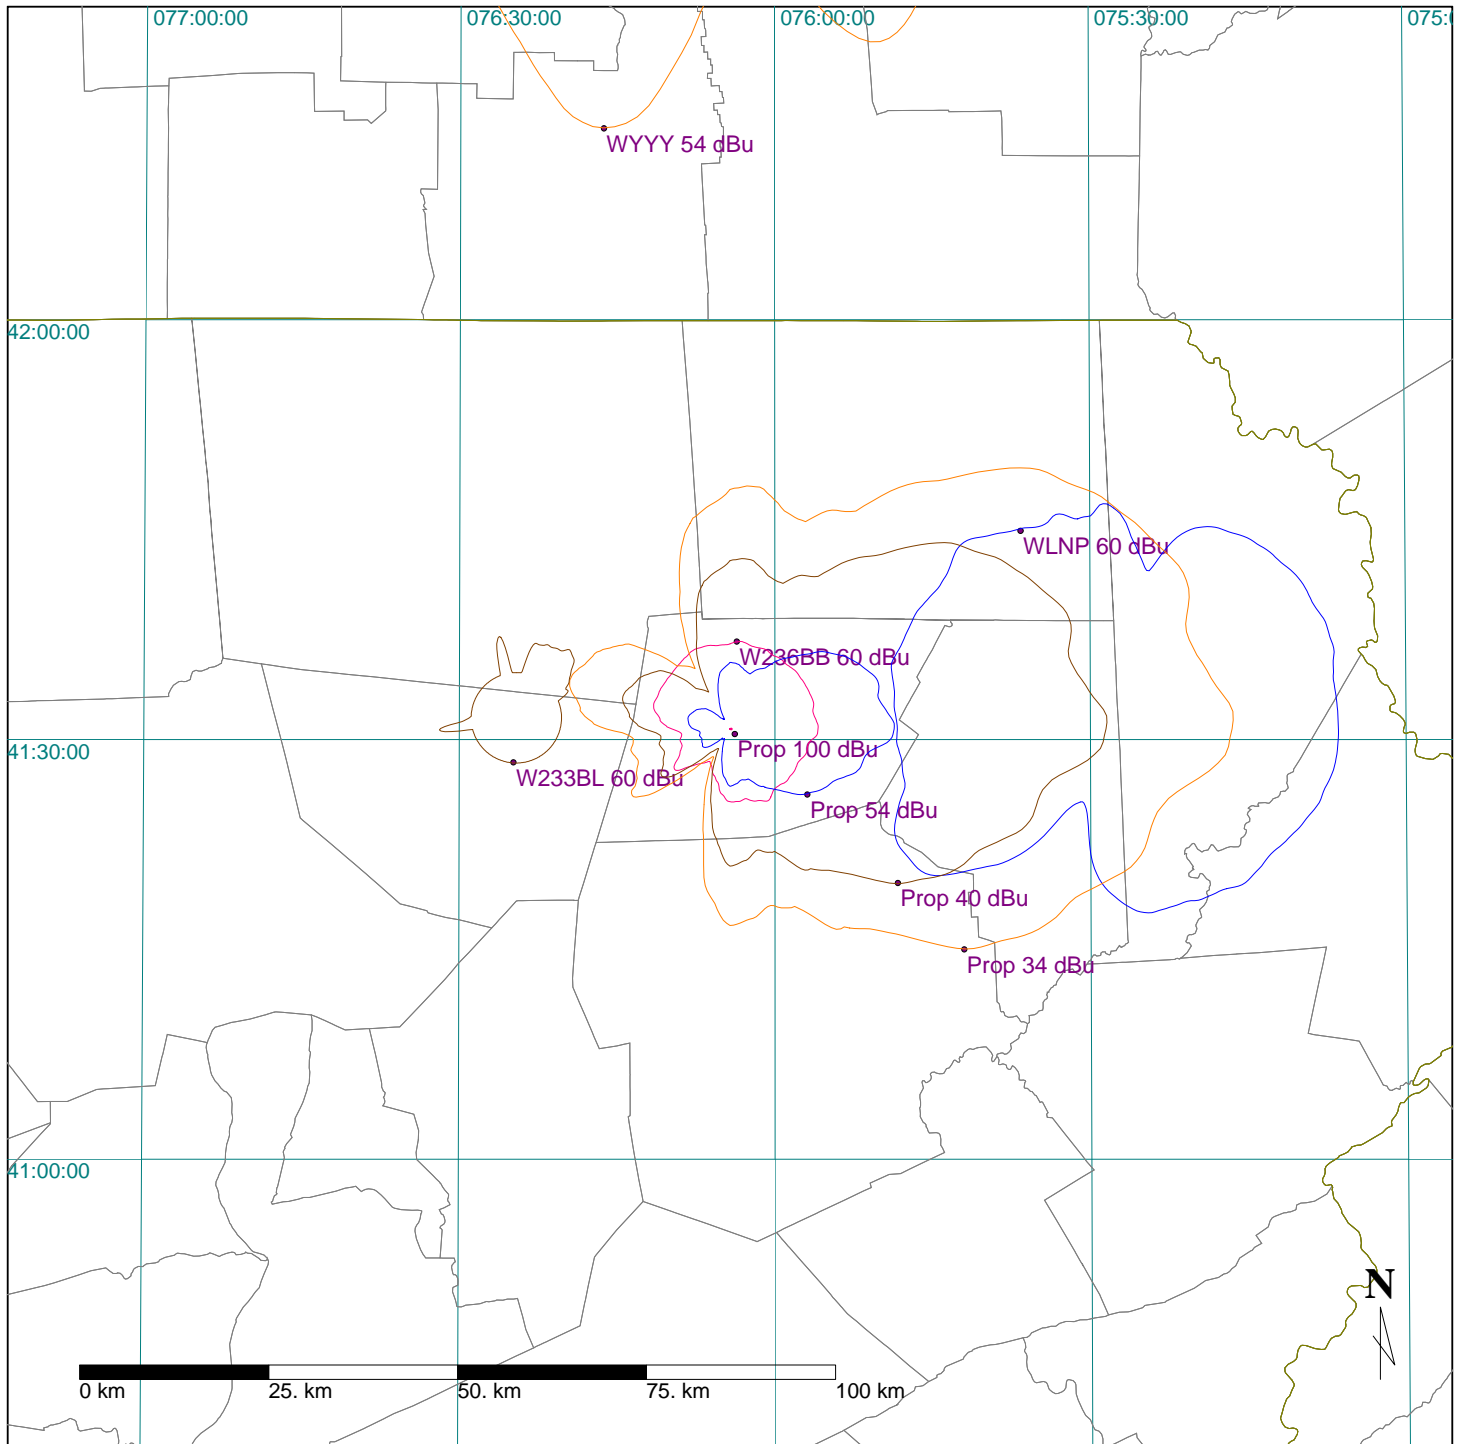 077:00:00
076:30:00
076:00:00
075:30:00
WYYY 54 dBu
42:00:00
WLNP 60 dBu
W236BB 60 dBu
41:30:00
Prop 100 dBu
W233BL 60 dBu
Prop 54 dBu
Prop 40 dBu
Prop 34 dBu
41:00:00
N
0 km
25. km
50. km
75. km
100 km